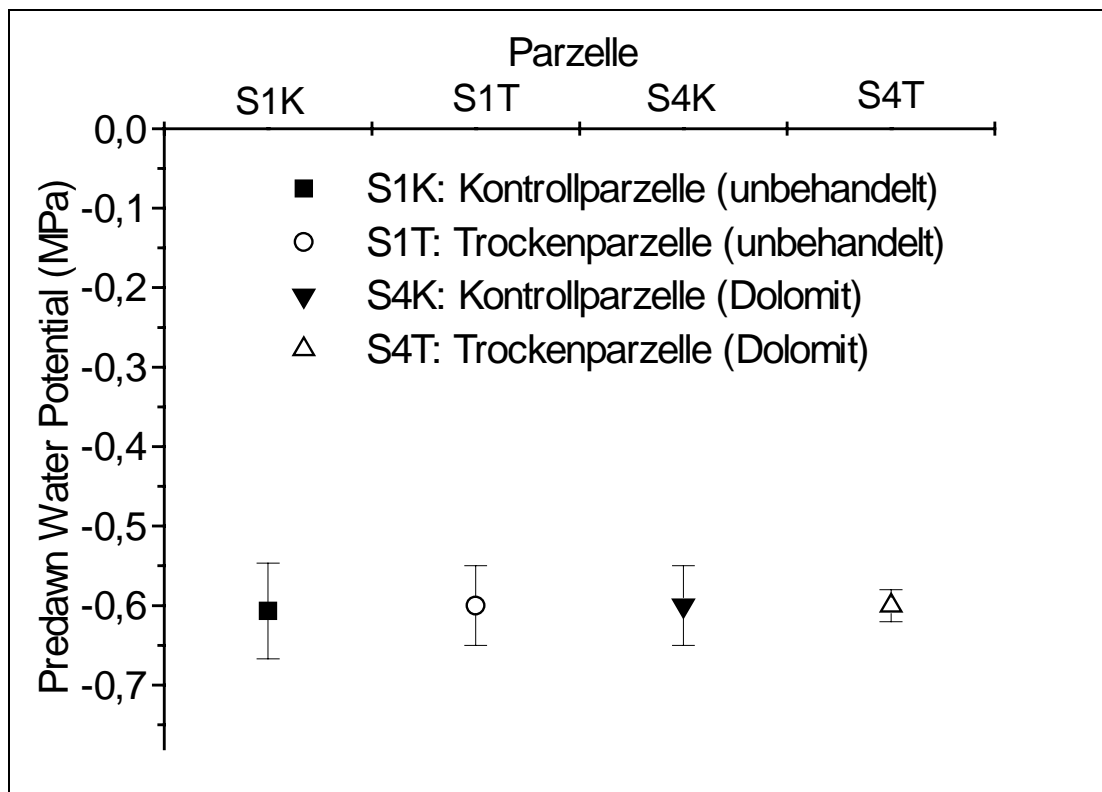 Parzelle
S1K S1T S4K S4T
0,0
-0,1
-0,2
-0,3
-0,4
-0,5
-0,6
-0,7
Predawn Water Potential (MPa)
S1K: Kontrollparzelle (unbehandelt)
S1T: Trockenparzelle (unbehandelt)
S4K: Kontrollparzelle (Dolomit)
S4T: Trockenparzelle (Dolomit)